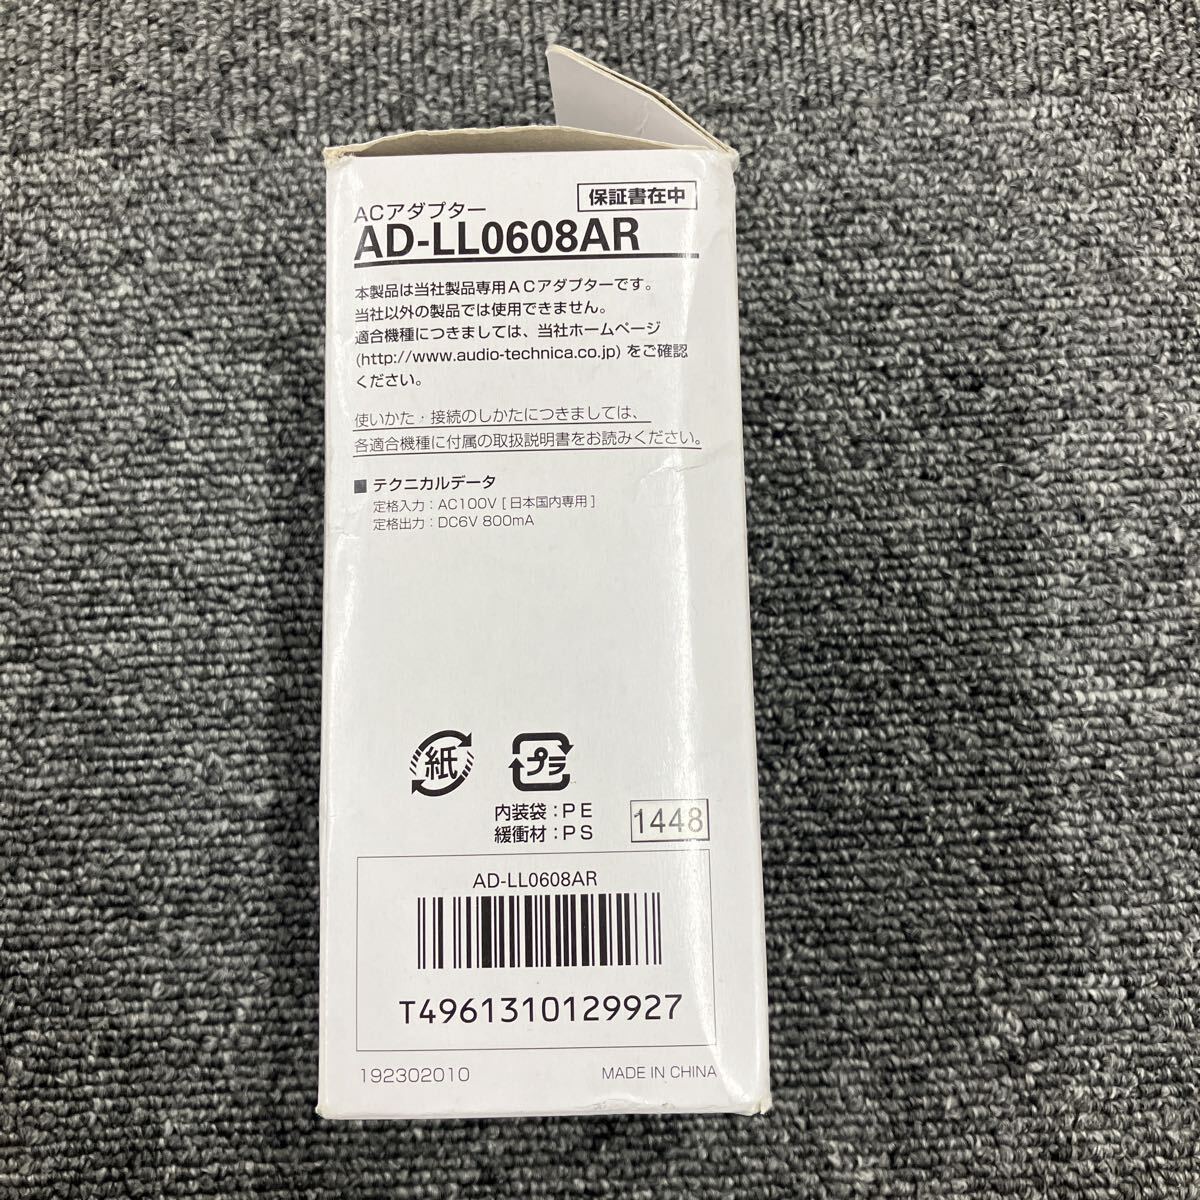 保証書在中
ACアダプター
AD-LL0608AR
本製品は当社製品専用ACアダプターです。
当社以外の製品では使用できません。
適合機種につきましては、当社ホームページ
(http://www.audio-technica.co.jp) をご確認
ください。
使いかた・接続のしかたにつきましては、
各適合機種に付属の取扱説明書をお読みください。
■ テクニカルデータ
定格入力：AC100V [ 日本国内専用 ]
定格出力：DC6V 800mA
紙
プラ
内装袋：PE
緩衝材：PS
1448
AD-LL0608AR
T4961310129927
192302010
MADE IN CHINA